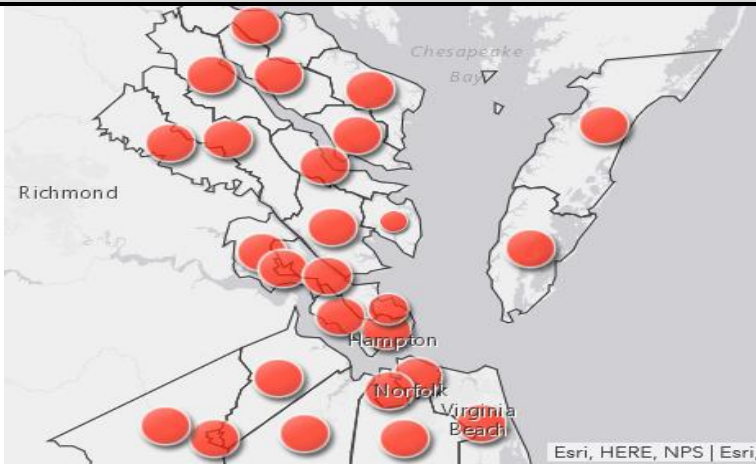 Chesapeake
Bay
Richmond
Hampton
Norfolk
Virginia
Beach
Esri, HERE, NPS | Esri